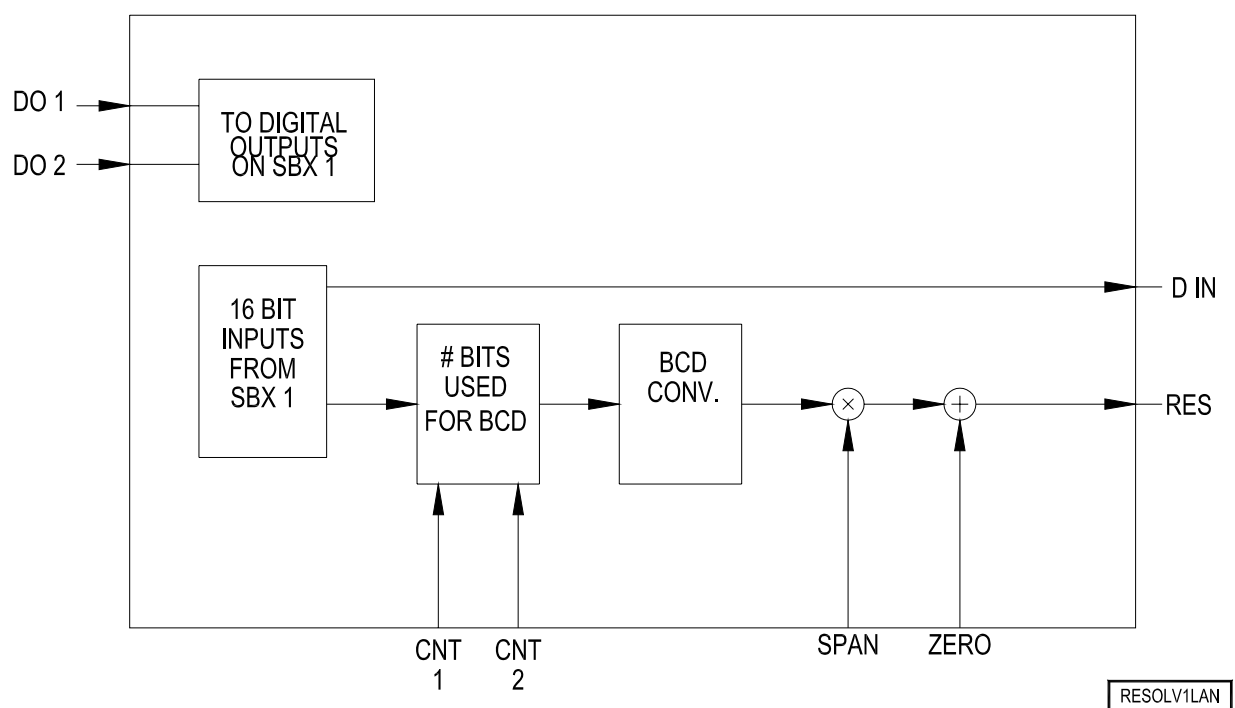 DO 1
DO 2
TO DIGITAL
OUTPUTS
ON SBX 1
16 BIT
INPUTS
FROM
SBX 1
# BITS
USED
FOR BCD
BCD
CONV.
×
+
D IN
RES
CNT
1
CNT
2
SPAN
ZERO
RESOLV1LAN